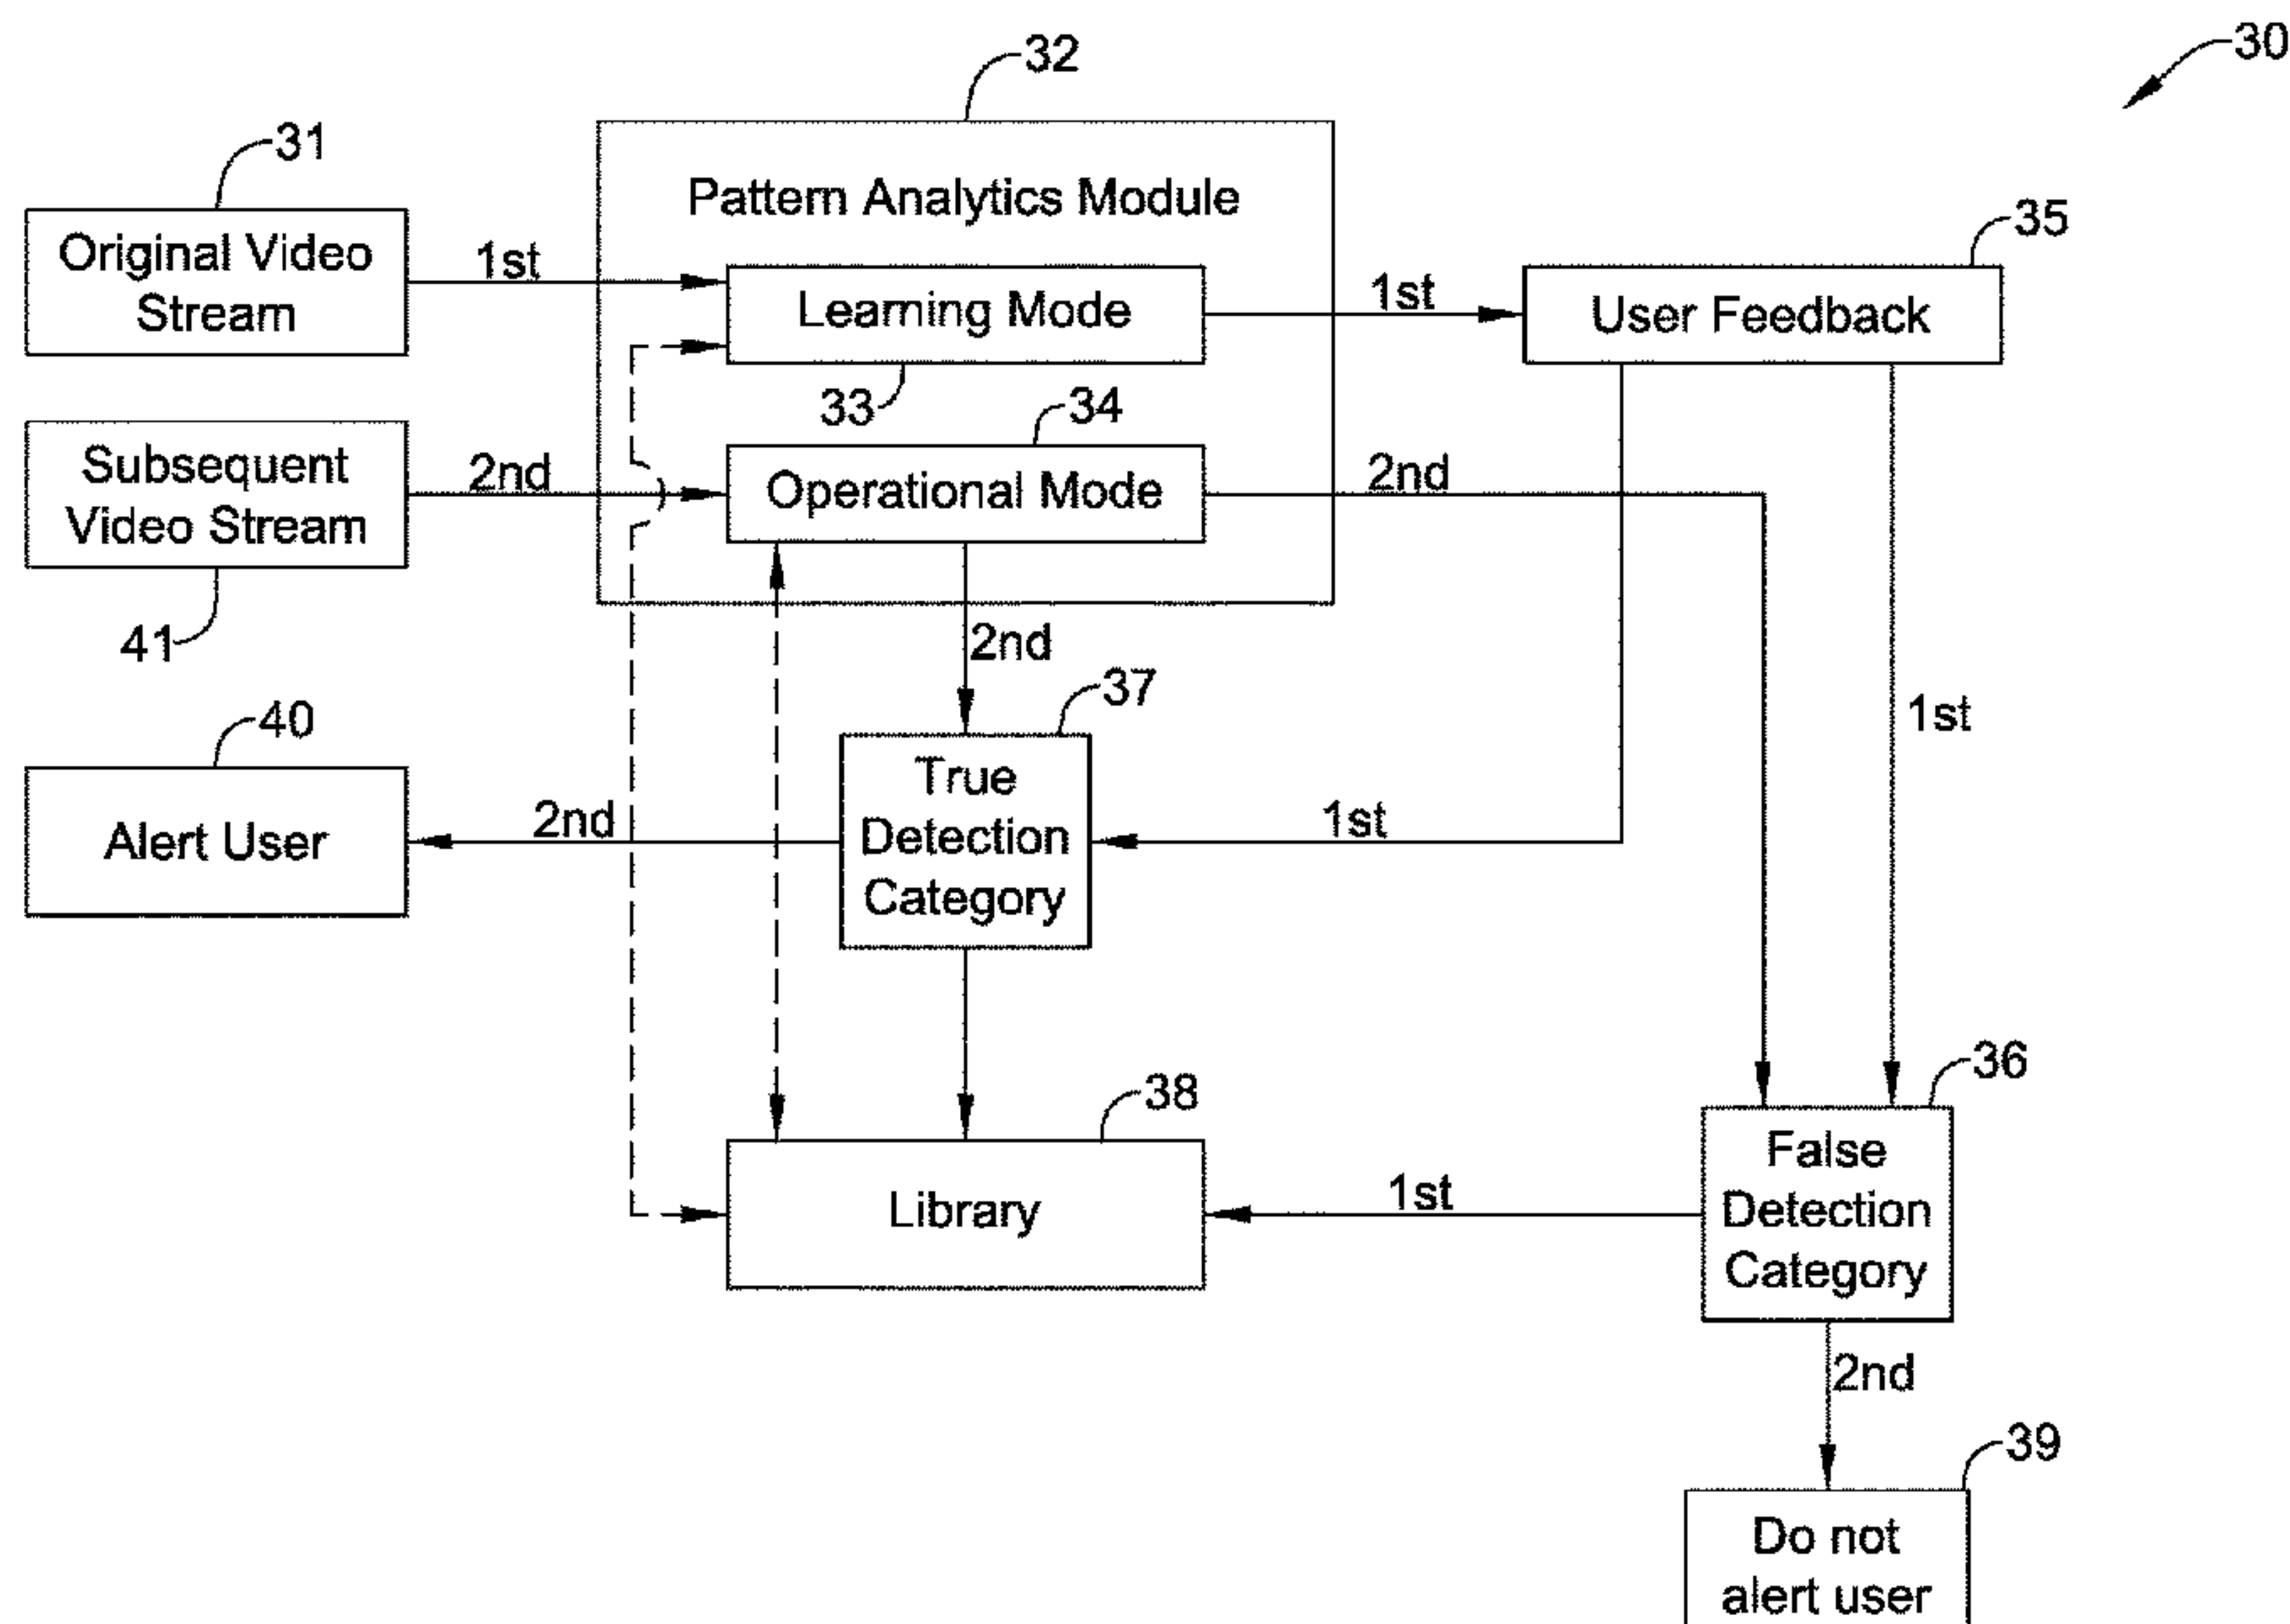 30
32
31
Pattern Analytics Module
35
Original Video
Stream
1st
Learning Mode
1st
User Feedback
33
34
Subsequent
Video Stream
2nd
Operational Mode
2nd
41
2nd
37
1st
40
True
Detection
Category
Alert User
2nd
1st
36
38
False
Detection
Category
Library
1st
2nd
39
Do not
alert user